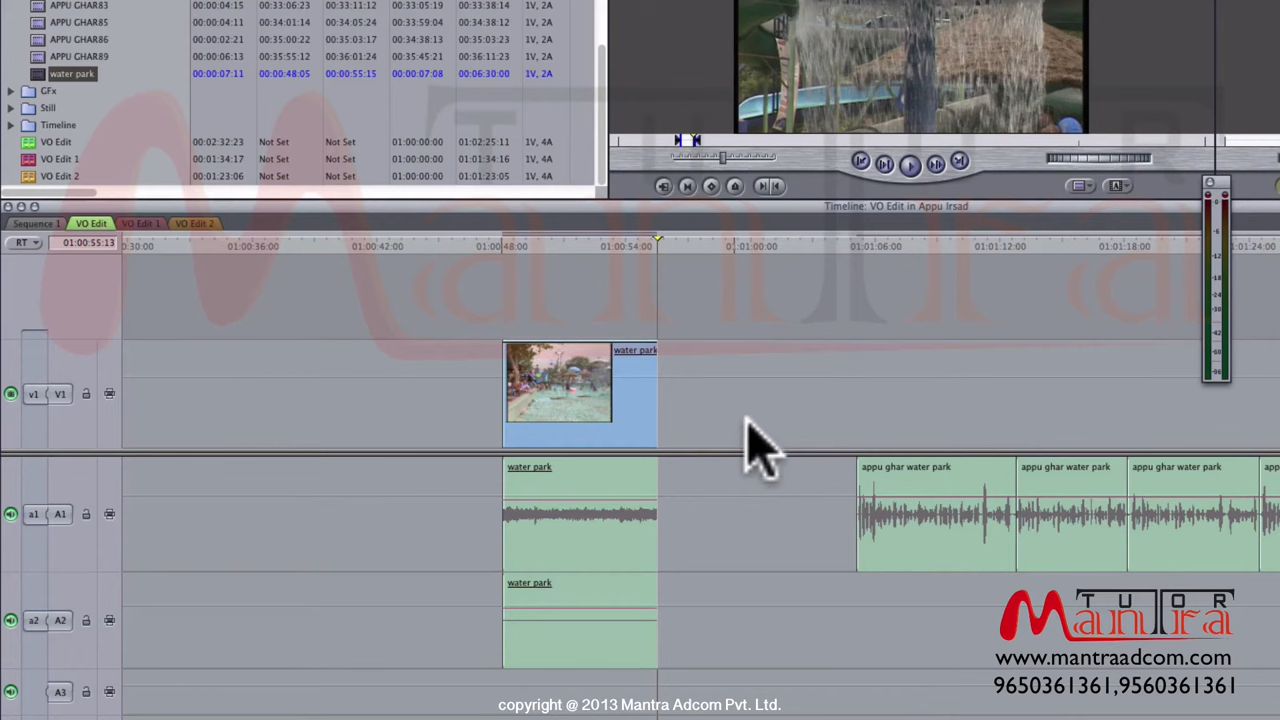 APPU GHAR83 00:00:04:15 00:33:06:23 00:33:11:12 00:33:05:19 00:33:38:14 1V, 2A
APPU GHAR85 00:00:04:11 00:34:01:14 00:34:05:24 00:33:59:04 00:34:38:12 1V, 2A
APPU GHAR86 00:00:02:21 00:35:00:22 00:35:03:17 00:34:38:13 00:35:03:23 1V, 2A
APPU GHAR89 00:00:06:13 00:35:55:12 00:36:01:24 00:35:45:21 00:36:11:23 1V, 2A
water park 00:00:07:11 00:00:48:05 00:00:55:15 00:00:07:08 00:06:30:00 1V, 2A
GFx
Still
Timeline
VO Edit 00:02:32:23 Not Set Not Set 01:00:00:00 01:02:25:11 1V, 4A
VO Edit 1 00:01:34:17 Not Set Not Set 01:00:00:00 01:01:34:16 1V, 4A
VO Edit 2 00:01:23:06 Not Set Not Set 01:00:00:00 01:01:23:05 1V, 4A
Timeline: VO Edit in Appu Irsad
Sequence 1 VO Edit VO Edit 1 VO Edit 2
RT 01:00:55:13 0:30:00 01:00:36:00 01:00:42:00 01:00:48:00 01:00:54:00 01:01:00:00 01:01:06:00 01:01:12:00 01:01:18:00 01:01:24:00
water park
v1 V1
water park appu ghar water park appu ghar water park appu ghar water park app
a1 A1
water park
a2 A2
A3
TUTOR
Mantra
www.mantraadcom.com
9650361361,9560361361
copyright @ 2013 Mantra Adcom Pvt. Ltd.